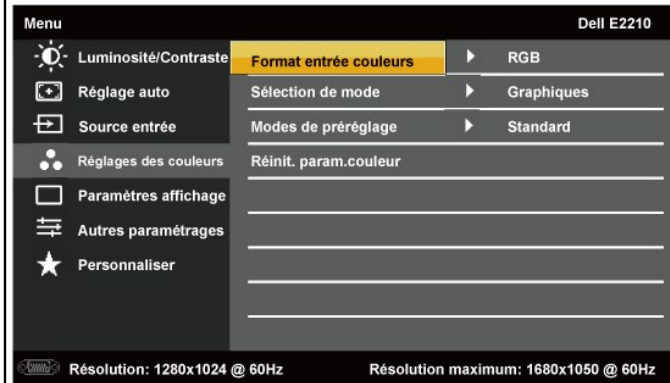 Menu Dell E2210
Luminosité/Contraste Format entrée couleurs RGB
Réglage auto Sélection de mode Graphiques
Source entrée Modes de préréglage Standard
Réglages des couleurs Réinit. param.couleur
Paramètres affichage
Autres paramétrages
Personnaliser
Résolution: 1280x1024 @ 60Hz Résolution maximum: 1680x1050 @ 60Hz